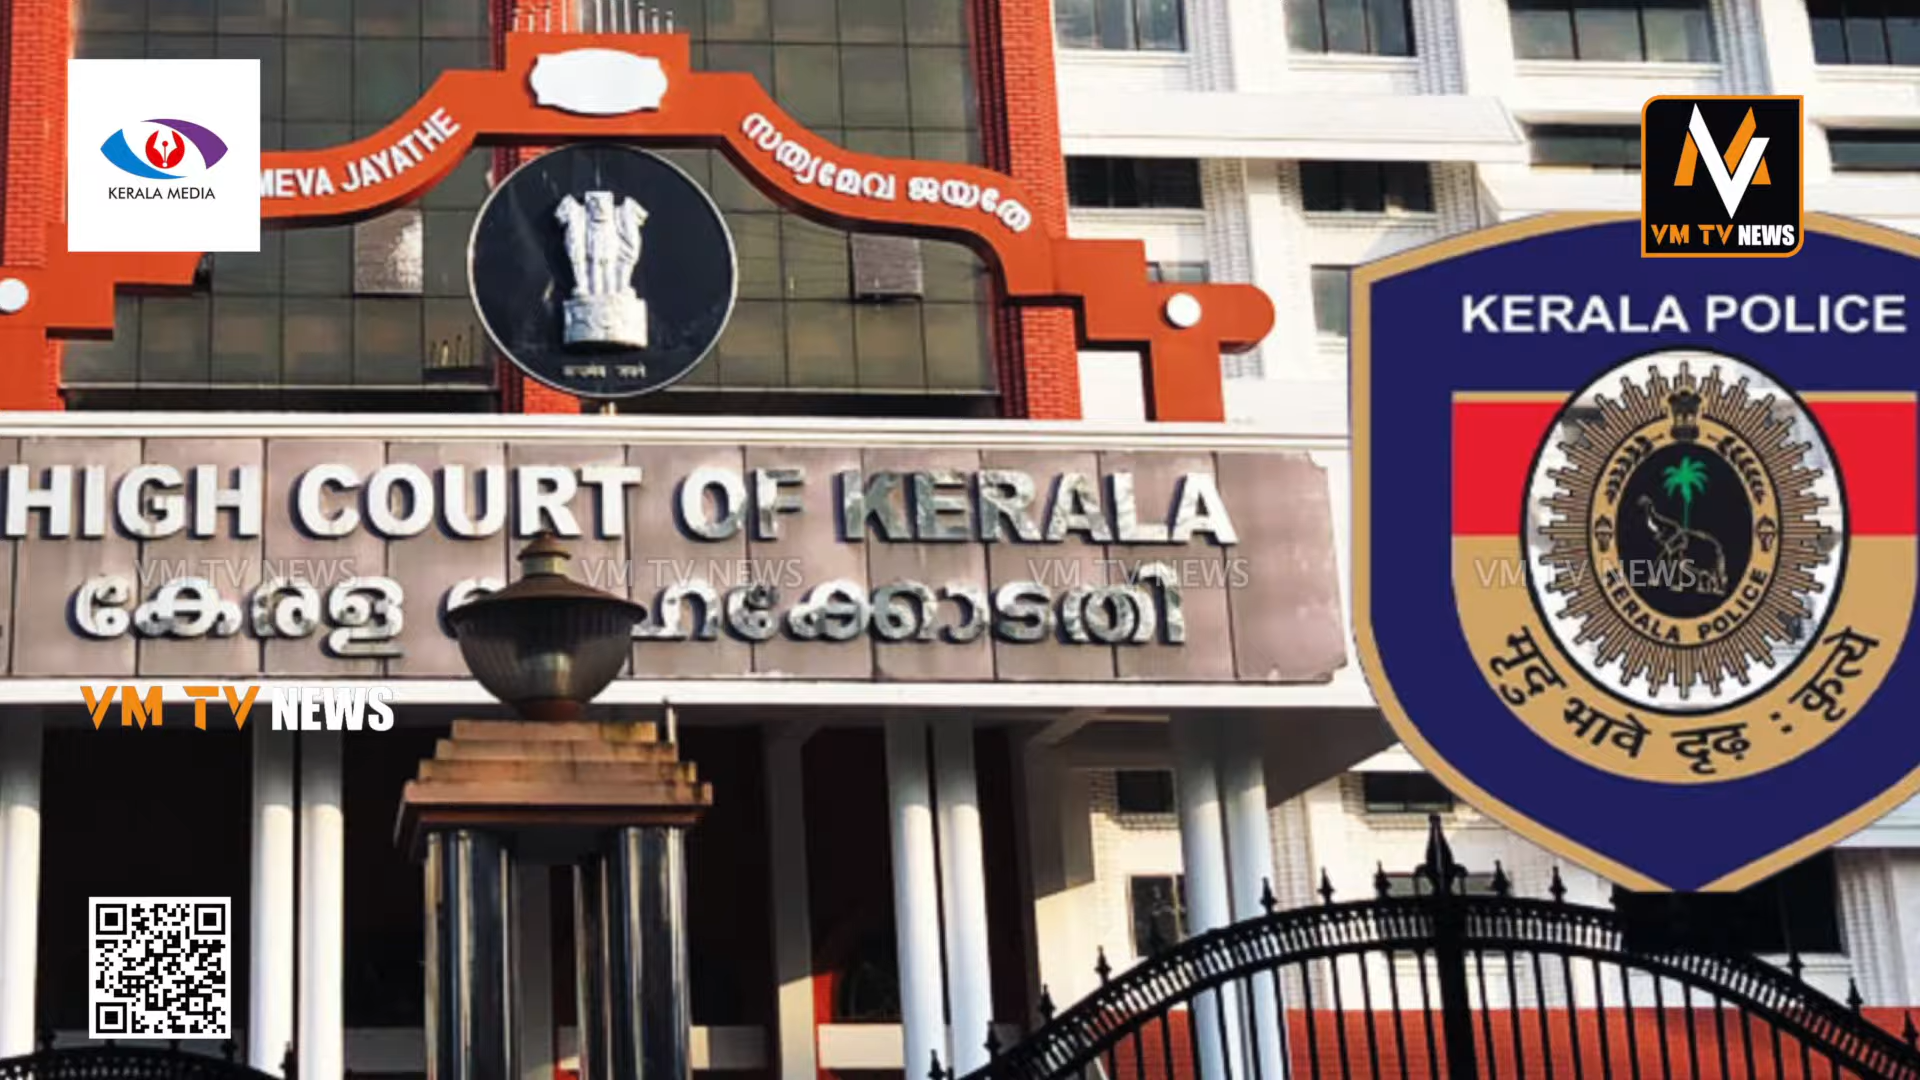 KERALA MEDIA
MEVA JAYATHE
സത്യമേവ ജയതേ
VM TV NEWS
KERALA POLICE
KERALA POLICE
मृदु भावे दृढ़ : कृत्ये
HIGH COURT OF KERALA
VM TV NEWS VM TV NEWS VM TV NEWS VM TV NEWS
കേരള ഹൈക്കോടതി
VM TV NEWS